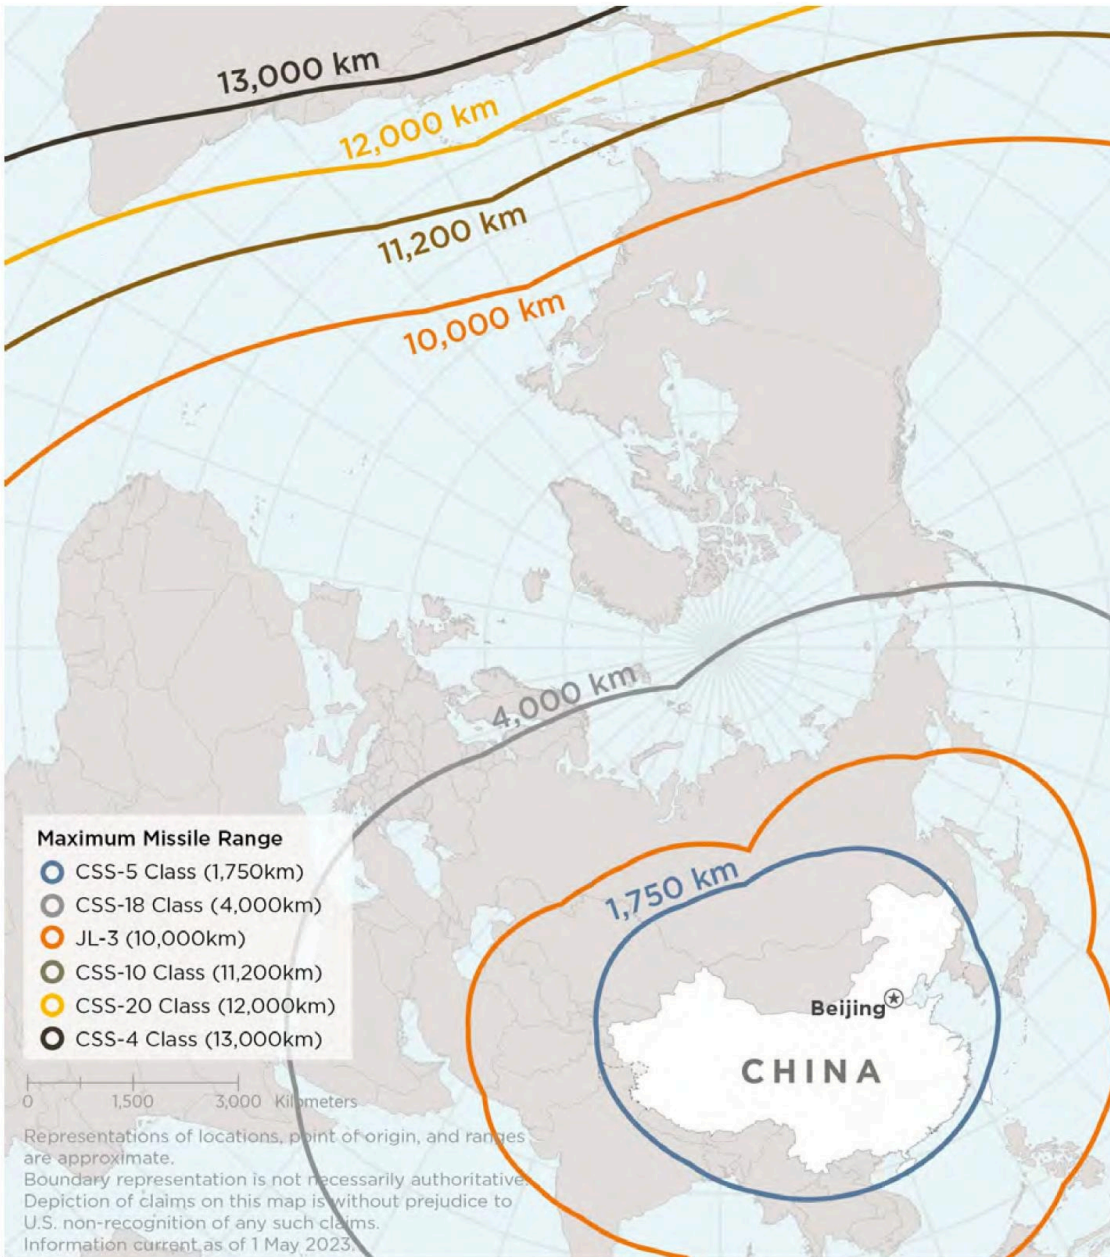 13,000 km
12,000 km
11,200 km
10,000 km
4,000 km
1,750 km
Beijing
CHINA
Maximum Missile Range
CSS-5 Class (1,750km)
CSS-18 Class (4,000km)
JL-3 (10,000km)
CSS-10 Class (11,200km)
CSS-20 Class (12,000km)
CSS-4 Class (13,000km)
0 1,500 3,000 Kilometers
Representations of locations, point of origin, and ranges
are approximate.
Boundary representation is not necessarily authoritative.
Depiction of claims on this map is without prejudice to
U.S. non-recognition of any such claims.
Information current as of 1 May 2023.